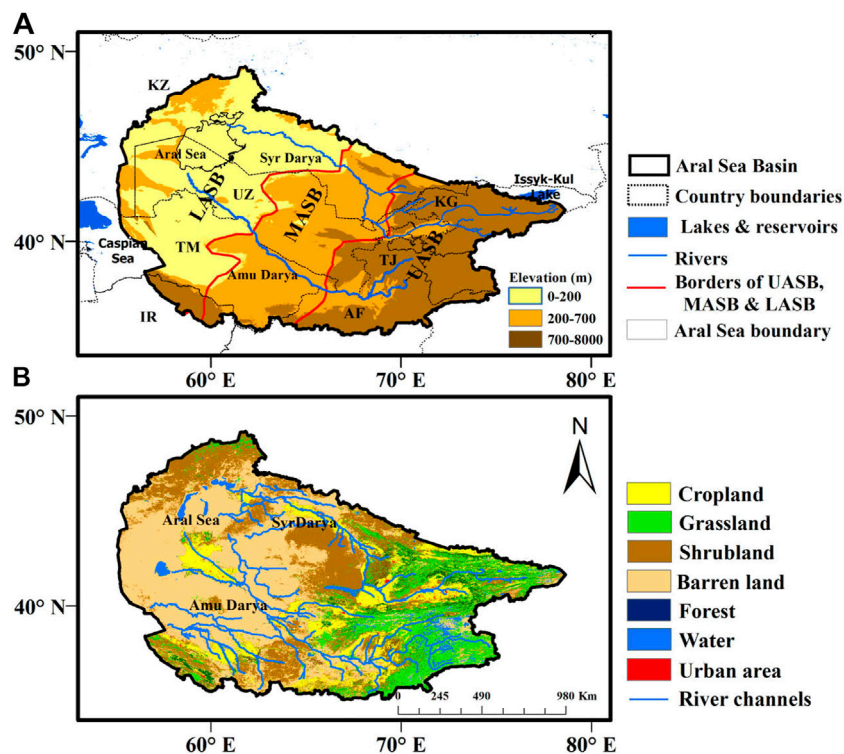 A
50° N
40° N
KZ
Aral Sea
Syr Darya
LASB
UZ
MASB
Issyk-Kul
Lake
KG
UASB
TJ
TM
Caspian
Sea
Amu Darya
IR
AF
Elevation (m)
0-200
200-700
700-8000
60° E
70° E
80° E
Aral Sea Basin
Country boundaries
Lakes & reservoirs
Rivers
Borders of UASB,
MASB & LASB
Aral Sea boundary
B
50° N
40° N
N
Aral Sea
SyrDarya
Amu Darya
0 245 490 980 Km
60° E
70° E
80° E
Cropland
Grassland
Shrubland
Barren land
Forest
Water
Urban area
River channels